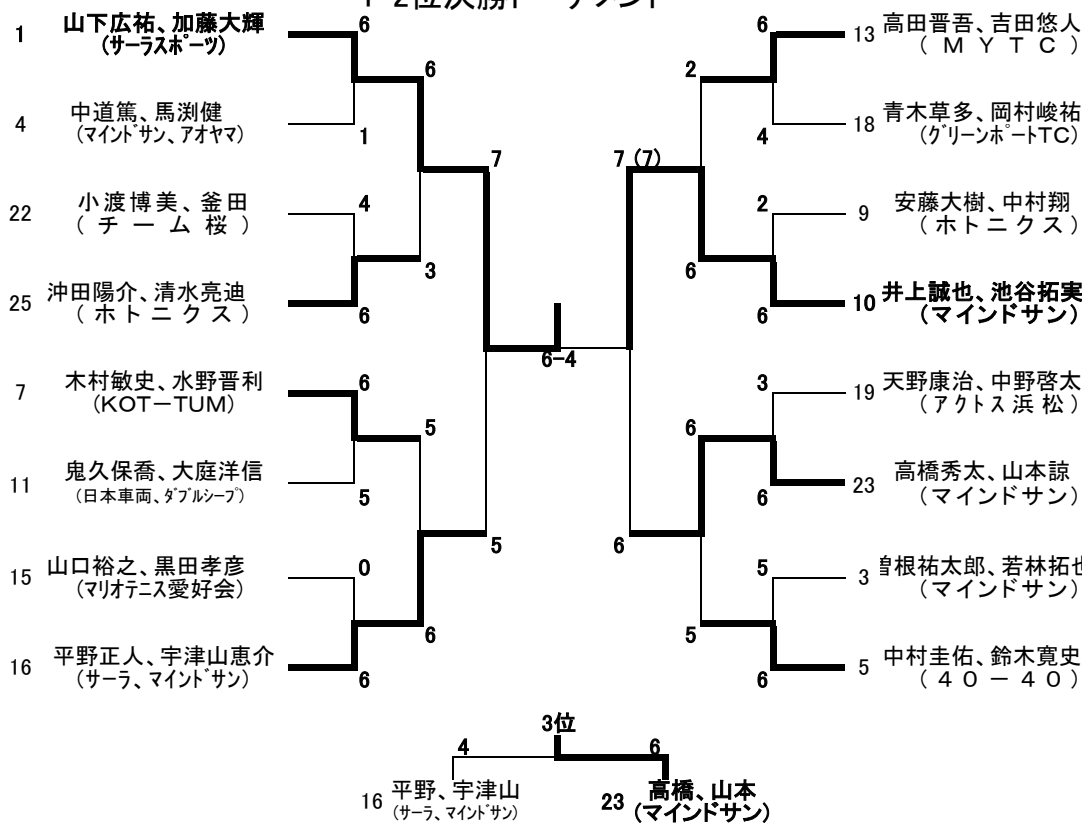 1 山下広祐、加藤大輝
(サーラスポーツ)
6
4 中道篤、馬渕健
(マインドサン、アオヤマ)
1
6
22 小渡博美、釜田
(チーム桜)
4
25 沖田陽介、清水亮迪
(ホトニクス)
6
3
7
7 木村敏史、水野晋利
(KOT-TUM)
6
11 鬼久保喬、大庭洋信
(日本車両、ダブルシープ)
5
5
15 山口裕之、黒田孝彦
(マリオテニス愛好会)
0
16 平野正人、宇津山恵介
(サーラ、マインドサン)
6
6
5
6-4
6 13 高田晋吾、吉田悠人
(MYTC)
2
4 18 青木草多、岡村峻祐
(グリーンポートTC)
7 (7)
2 9 安藤大樹、中村翔
(ホトニクス)
6
6 10 井上誠也、池谷拓実
(マインドサン)
3 19 天野康治、中野啓太
(アクトス浜松)
6
6 23 高橋秀太、山本諒
(マインドサン)
6
5 3 曽根祐太郎、若林拓也
(マインドサン)
5
6 5 中村圭佑、鈴木寛史
(40-40)
3位
4 6
16 平野、宇津山
(サーラ、マインドサン)
23 高橋、山本
(マインドサン)